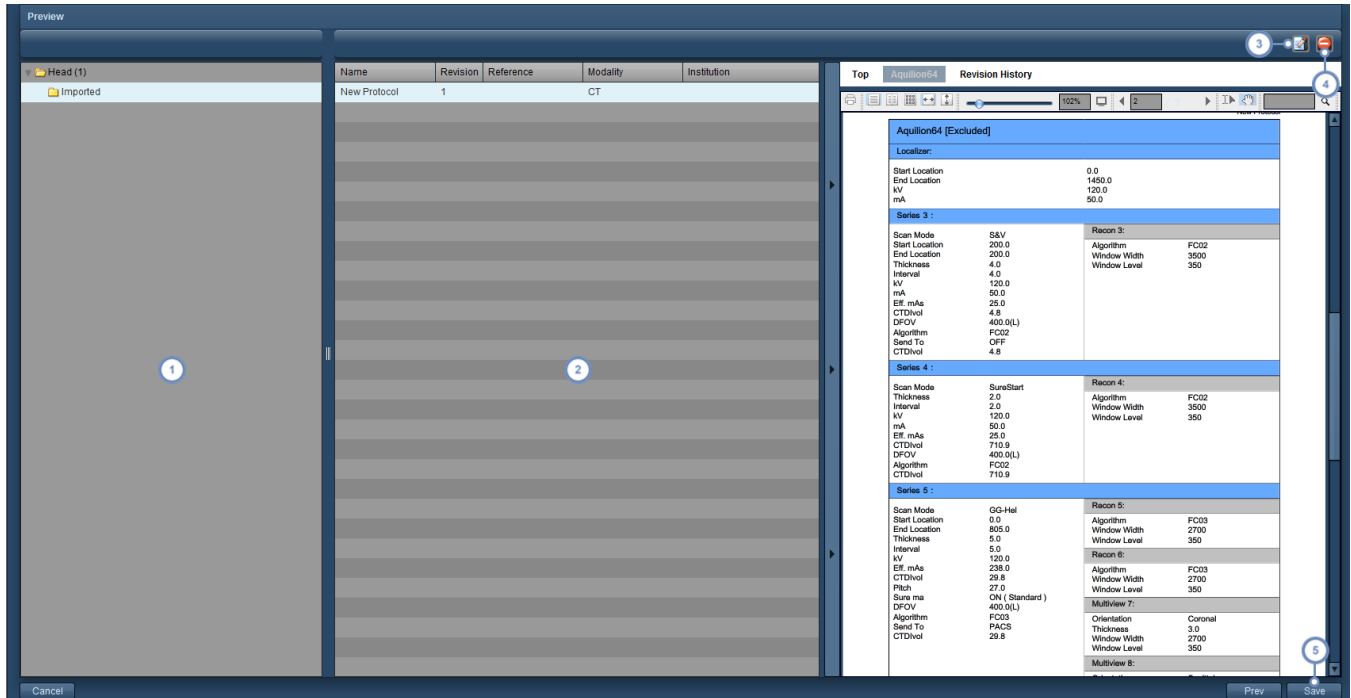 Preview
3
4
Head (1)
Imported
Name Revision Reference Modality Institution
New Protocol 1 CT
1
2
Top Aquilion64 Revision History
102% 2
New Protocol
Aquilion64 [Excluded]
Localizer:
Start Location 0.0
End Location 1450.0
kV 120.0
mA 50.0
Series 3 :
Scan Mode S&V
Start Location 200.0
End Location 200.0
Thickness 4.0
Interval 4.0
kV 120.0
mA 50.0
Eff. mAs 25.0
CTDIvol 4.8
DFOV 400.0(L)
Algorithm FC02
Send To OFF
CTDIvol 4.8
Recon 3:
Algorithm FC02
Window Width 3500
Window Level 350
Series 4 :
Scan Mode SureStart
Thickness 2.0
Interval 2.0
kV 120.0
mA 50.0
Eff. mAs 25.0
CTDIvol 710.9
DFOV 400.0(L)
Algorithm FC02
CTDIvol 710.9
Recon 4:
Algorithm FC02
Window Width 3500
Window Level 350
Series 5 :
Scan Mode GG-Hel
Start Location 0.0
End Location 805.0
Thickness 5.0
Interval 5.0
kV 120.0
Eff. mAs 238.0
CTDIvol 29.8
Pitch 27.0
Sure ma ON ( Standard )
DFOV 400.0(L)
Algorithm FC03
Send To PACS
CTDIvol 29.8
Recon 5:
Algorithm FC03
Window Width 2700
Window Level 350
Recon 6:
Algorithm FC03
Window Width 2700
Window Level 350
Multiview 7:
Orientation Coronal
Thickness 3.0
Window Width 2700
Window Level 350
Multiview 8:
5
Cancel Prev Save